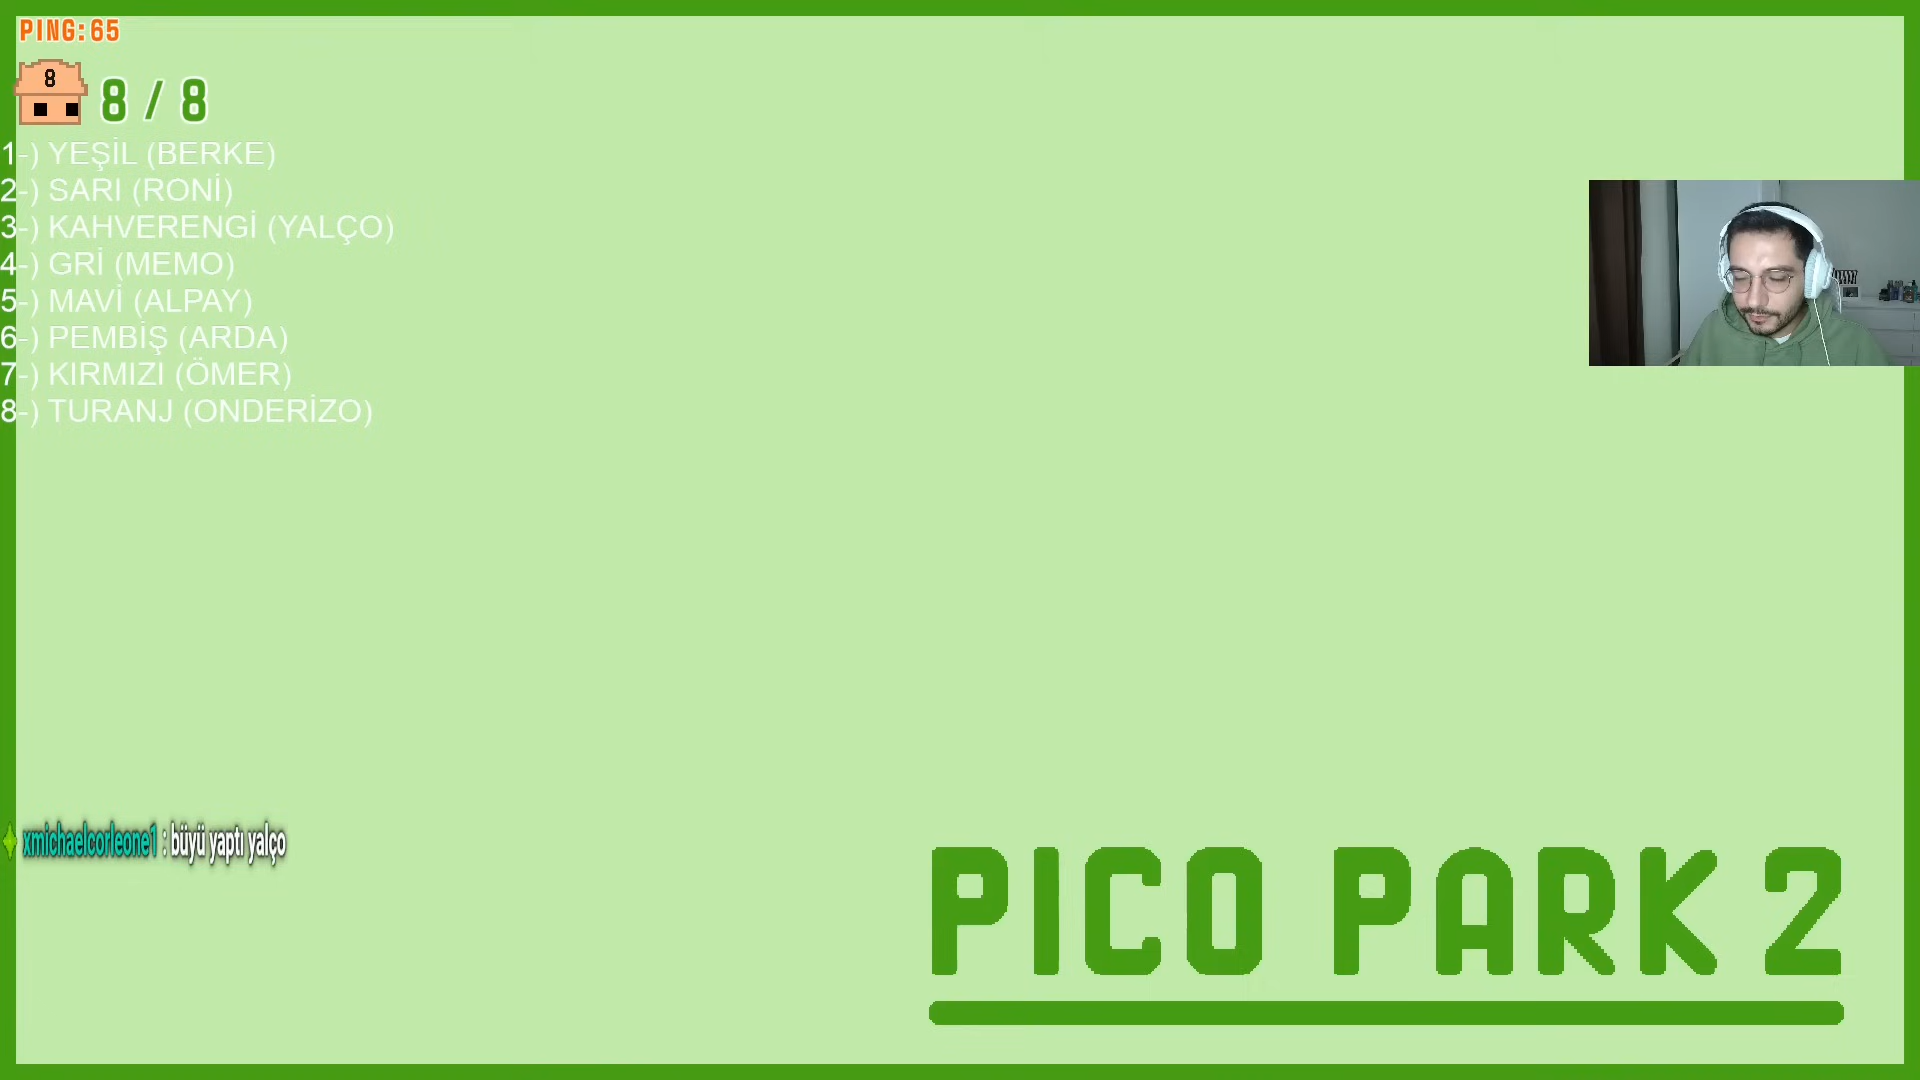 PING:65
8
8 / 8
1-) YEŞİL (BERKE)
2-) SARI (RONİ)
3-) KAHVERENGİ (YALÇO)
4-) GRİ (MEMO)
5-) MAVİ (ALPAY)
6-) PEMBİŞ (ARDA)
7-) KIRMIZI (ÖMER)
8-) TURANJ (ONDERİZO)
xmichaelcorleone1 : büyü yaptı yalço
PICO PARK 2